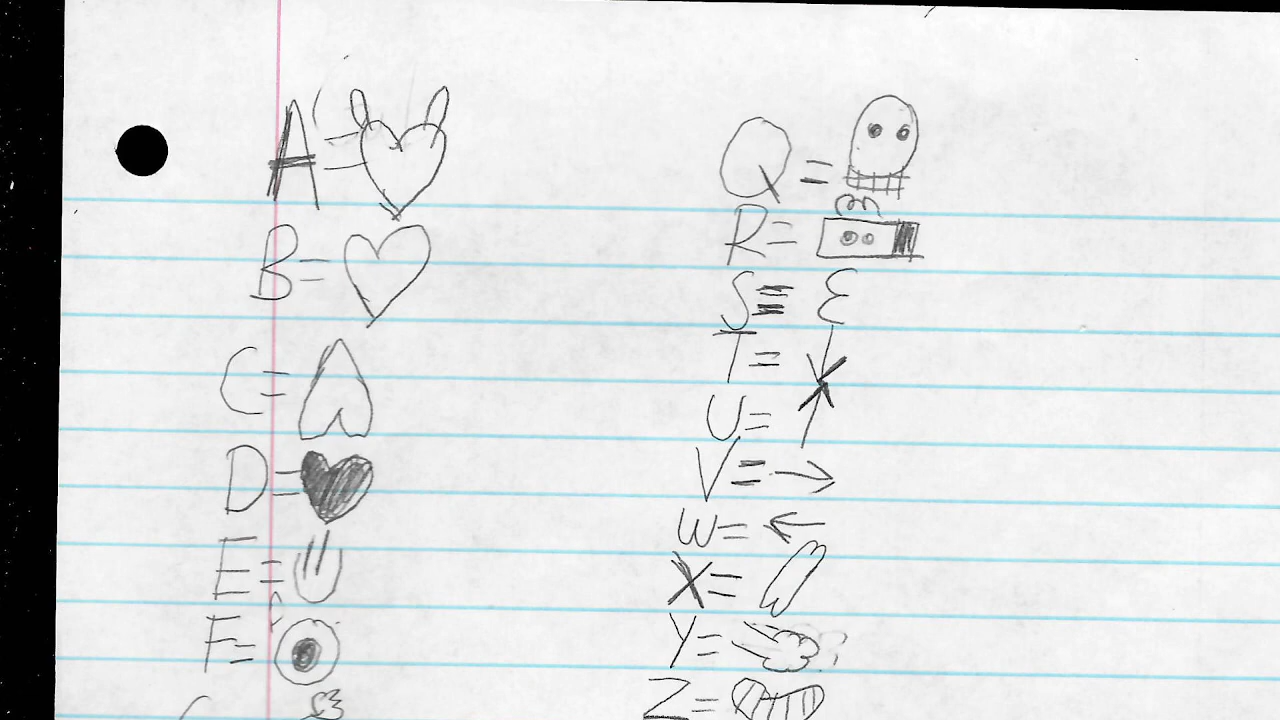 A =
B =
C =
D =
E =
F =
Q =
R =
S =
T =
U =
V =
W =
X =
Y =
Z =